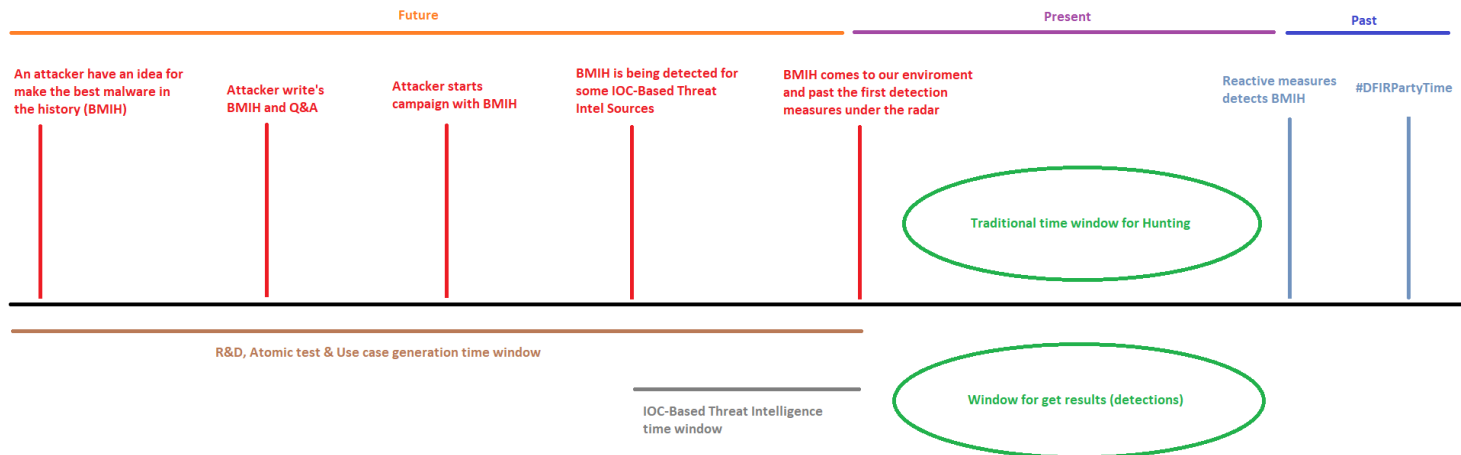 Future
Present
Past
An attacker have an idea for
make the best malware in
the history (BMIH)
Attacker write's
BMIH and Q&A
Attacker starts
campaign with BMIH
BMIH is being detected for
some IOC-Based Threat
Intel Sources
BMIH comes to our enviroment
and past the first detection
measures under the radar
Reactive measures
detects BMIH
#DFIRPartyTime
Traditional time window for Hunting
R&D, Atomic test & Use case generation time window
IOC-Based Threat Intelligence
time window
Window for get results (detections)